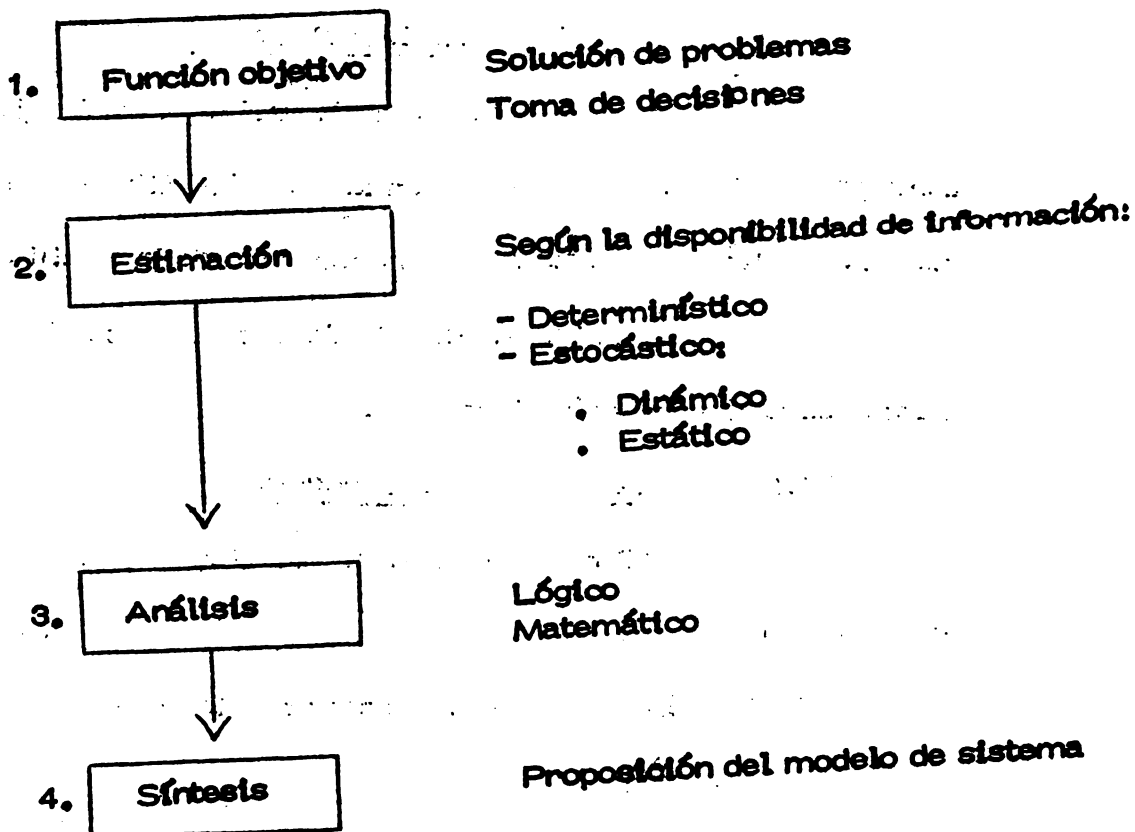 1. Función objetivo
Solución de problemas
Toma de decisiones
2. Estimación
Según la disponibilidad de información:
- Determinístico
- Estocástico:
. Dinámico
. Estático
3. Análisis
Lógico
Matemático
4. Síntesis
Proposición del modelo de sistema